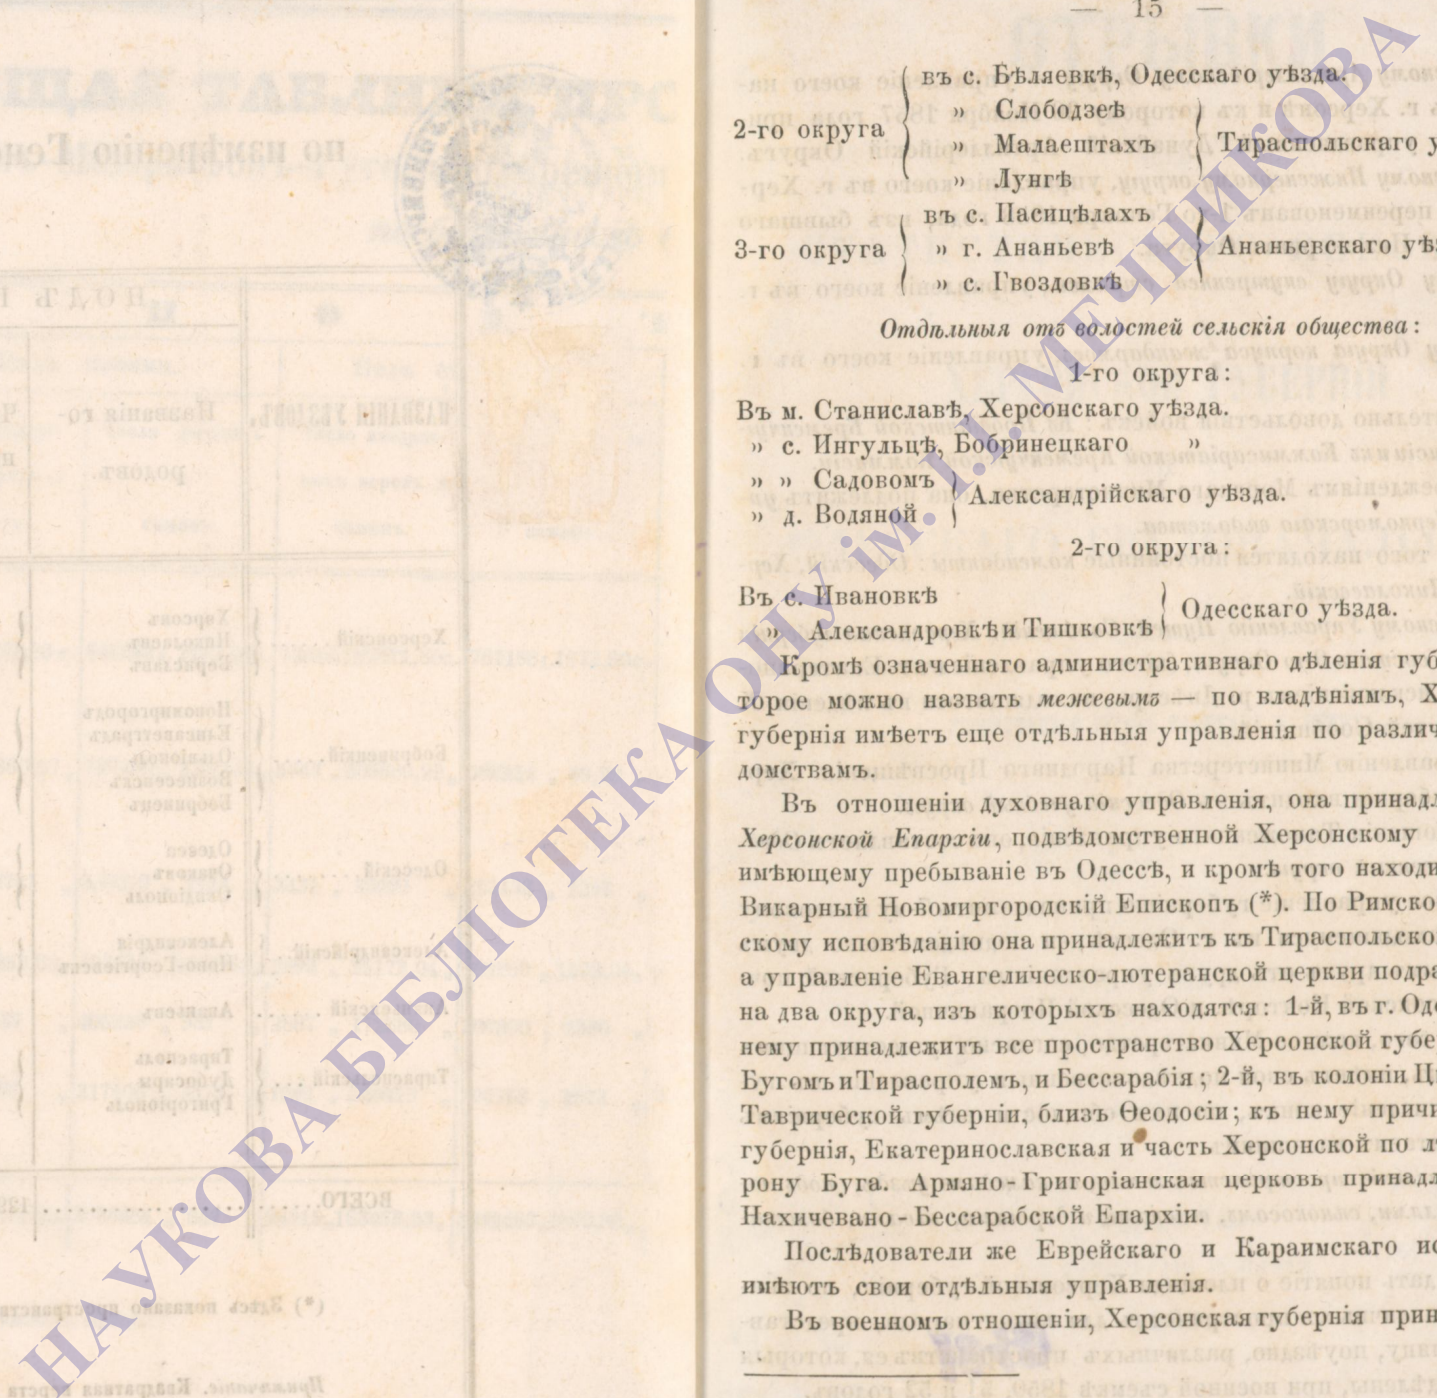 — 15 —
въ с. Бѣляевкѣ, Одесскаго уѣзда.
2-го округа » Слободзеѣ
» Малаештахъ Тираспольскаго у
» Лунгѣ
въ с. Пасицѣлахъ
3-го округа » г. Ананьевѣ Ананьевскаго уѣз
» с. Гвоздовкѣ
Отдѣльныя отъ волостей сельскія общества:
1-го округа:
Въ м. Станиславѣ, Херсонскаго уѣзда.
» с. Ингульцѣ, Бобринецкаго »
» » Садовомъ Александрійскаго уѣзда.
» д. Водяной
2-го округа:
Въ с. Ивановкѣ Одесскаго уѣзда.
» Александровкѣ и Тишковкѣ
Кромѣ означеннаго административнаго дѣленія губ
торое можно назвать межевымъ — по владѣніямъ, Х
губернія имѣетъ еще отдѣльныя управленія по различ
домствамъ.
Въ отношеніи духовнаго управленія, она принадл
Херсонской Епархіи, подвѣдомственной Херсонскому
имѣющему пребываніе въ Одессѣ, и кромѣ того находи
Викарный Новомиргородскій Епископъ (*). По Римско
скому исповѣданію она принадлежитъ къ Тираспольско
а управленіе Евангелическо-лютеранской церкви подра
на два округа, изъ которыхъ находятся: 1-й, въ г. Оде
нему принадлежитъ все пространство Херсонской губе
Бугомъ и Тирасполемъ, и Бессарабія; 2-й, въ колоніи Ц
Таврической губерніи, близъ Ѳеодосіи; къ нему причи
губернія, Екатеринославская и часть Херсонской по л
рону Буга. Армяно-Григоріанская церковь принадл
Нахичевано-Бессарабской Епархіи.
Послѣдователи же Еврейскаго и Караимскаго ис
имѣютъ свои отдѣльныя управленія.
Въ военномъ отношеніи, Херсонская губернія прин
НАУКОВА БІБЛІОТЕКА ОНУ ім. І.І. МЕЧНИКОВА